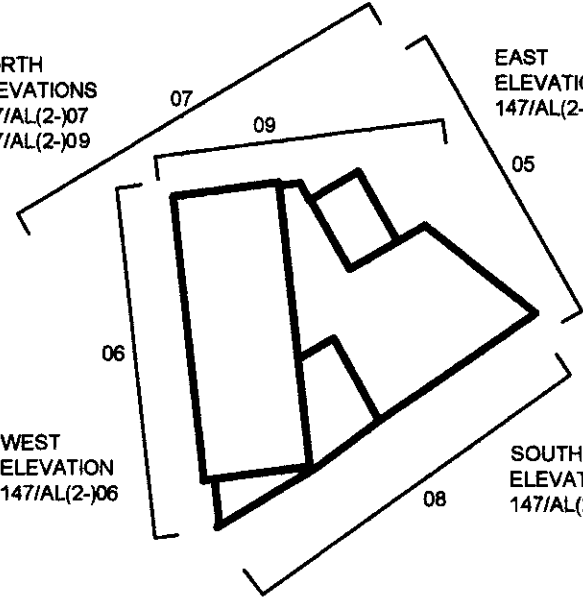 RTH
EVATIONS
7/AL(2-)07
7/AL(2-)09
07
09
EAST
ELEVATIO
147/AL(2-
05
06
WEST
ELEVATION
147/AL(2-)06
08
SOUTH
ELEVAT
147/AL(2